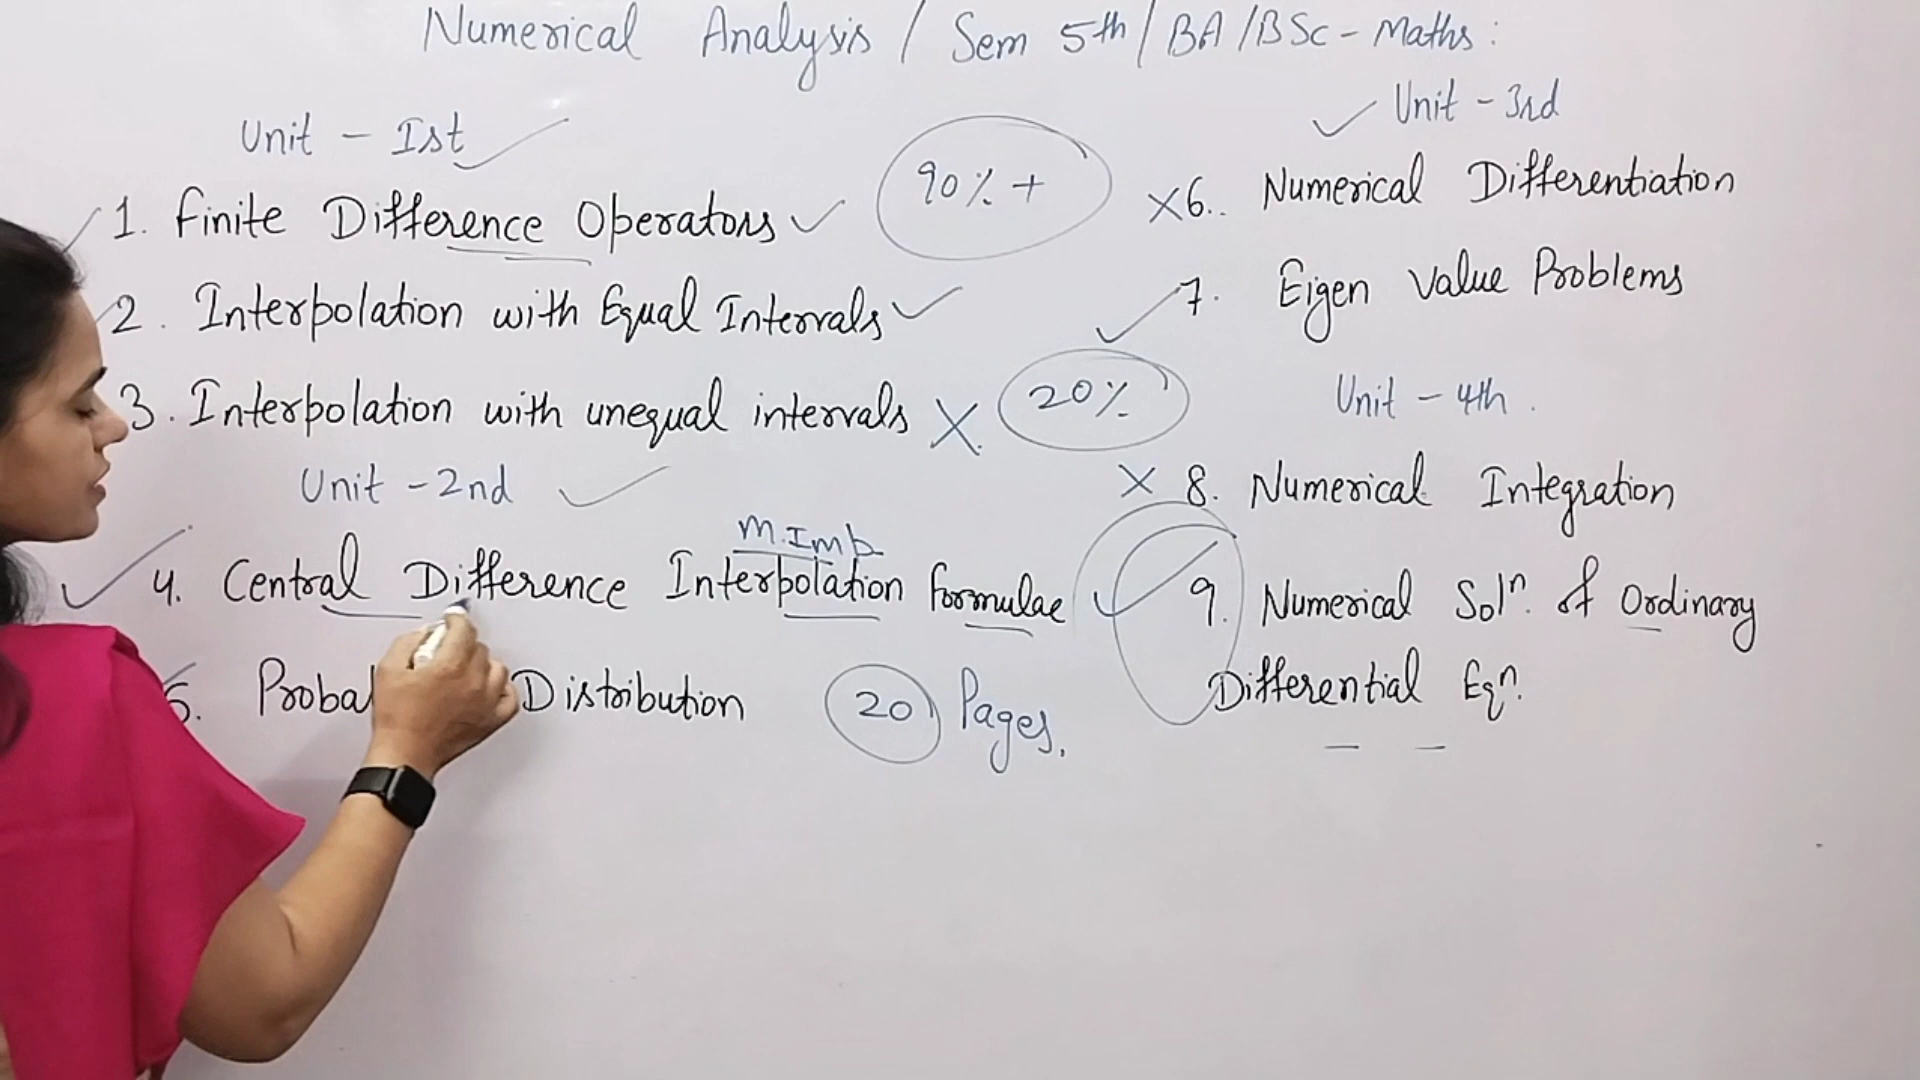 Numerical Analysis / Sem 5th / BA/BSc - Maths :
Unit - Ist
1. Finite Difference Operators
90% +
2. Interpolation with Equal Intervals
3. Interpolation with unequal intervals
20%
Unit - 2nd
M.Imp
4. Central Difference Interpolation formulae
5. Distribution
20 Pages.
Unit - 3rd
6.. Numerical Differentiation
7. Eigen Value Problems
Unit - 4th .
8. Numerical Integration
9. Numerical Solⁿ. of Ordinary
Differential Eqⁿ.